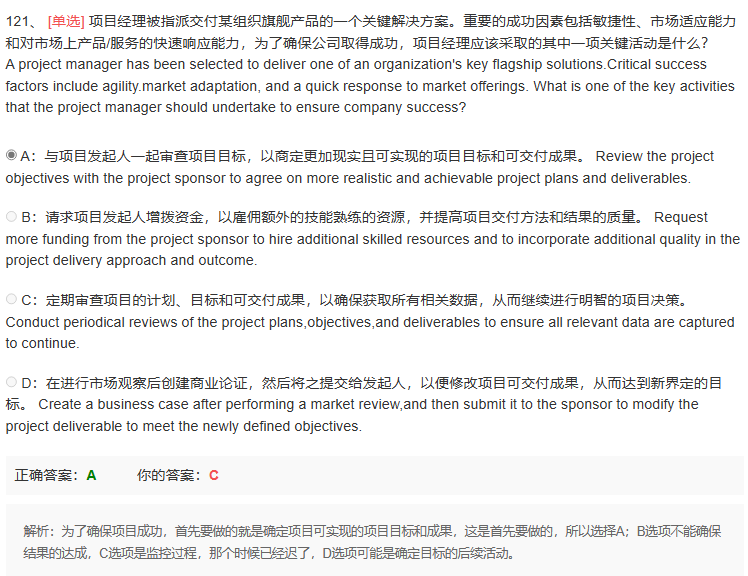 121、 [单选] 项目经理被指派交付某组织旗舰产品的一个关键解决方案。重要的成功因素包括敏捷性、市场适应能力
和对市场上产品/服务的快速响应能力，为了确保公司取得成功，项目经理应该采取的其中一项关键活动是什么？
A project manager has been selected to deliver one of an organization's key flagship solutions.Critical success
factors include agility.market adaptation, and a quick response to market offerings. What is one of the key activities
that the project manager should undertake to ensure company success?
A：与项目发起人一起审查项目目标，以商定更加现实且可实现的项目目标和可交付成果。 Review the project
objectives with the project sponsor to agree on more realistic and achievable project plans and deliverables.
B：请求项目发起人增拨资金，以雇佣额外的技能熟练的资源，并提高项目交付方法和结果的质量。 Request
more funding from the project sponsor to hire additional skilled resources and to incorporate additional quality in the
project delivery approach and outcome.
C：定期审查项目的计划、目标和可交付成果，以确保获取所有相关数据，从而继续进行明智的项目决策。
Conduct periodical reviews of the project plans,objectives,and deliverables to ensure all relevant data are captured
to continue.
D：在进行市场观察后创建商业论证，然后将之提交给发起人，以便修改项目可交付成果，从而达到新界定的目
标。 Create a business case after performing a market review,and then submit it to the sponsor to modify the
project deliverable to meet the newly defined objectives.
正确答案：A 你的答案：C
解析：为了确保项目成功，首先要做的就是确定项目可实现的项目目标和成果，这是首先要做的，所以选择A；B选项不能确保
结果的达成，C选项是监控过程，那个时候已经迟了，D选项可能是确定目标的后续活动。